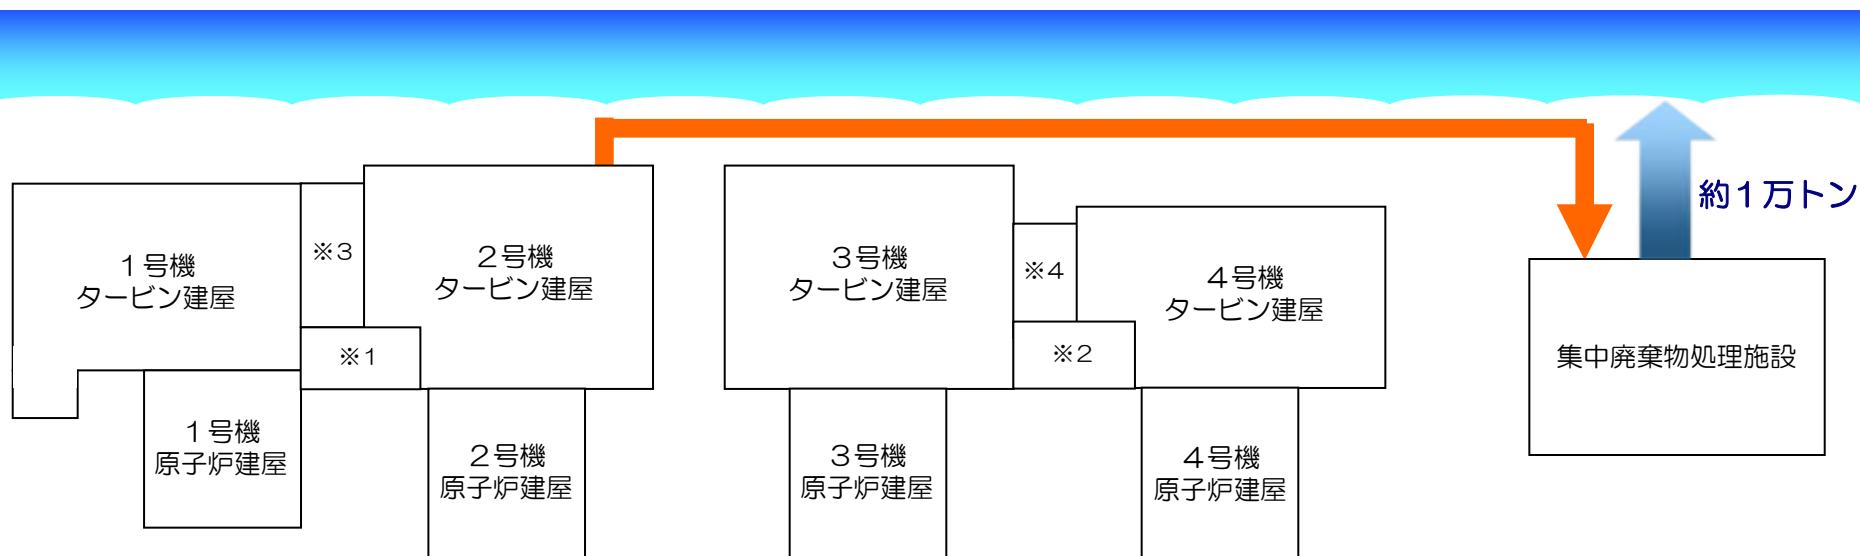 約1万トン
1号機
タービン建屋
※3
2号機
タービン建屋
3号機
タービン建屋
※4
4号機
タービン建屋
※1
※2
集中廃棄物処理施設
1号機
原子炉建屋
2号機
原子炉建屋
3号機
原子炉建屋
4号機
原子炉建屋